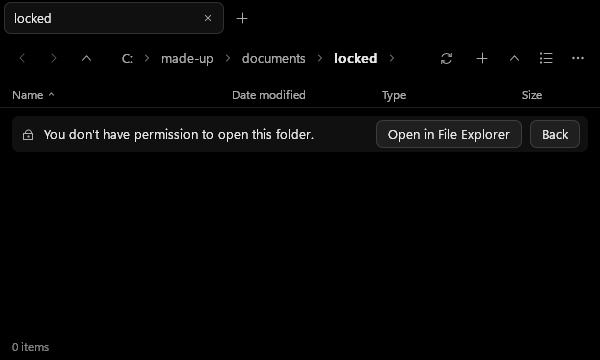 locked
C: made-up documents locked
Name Date modified Type Size
You don't have permission to open this folder. Open in File Explorer Back
0 items